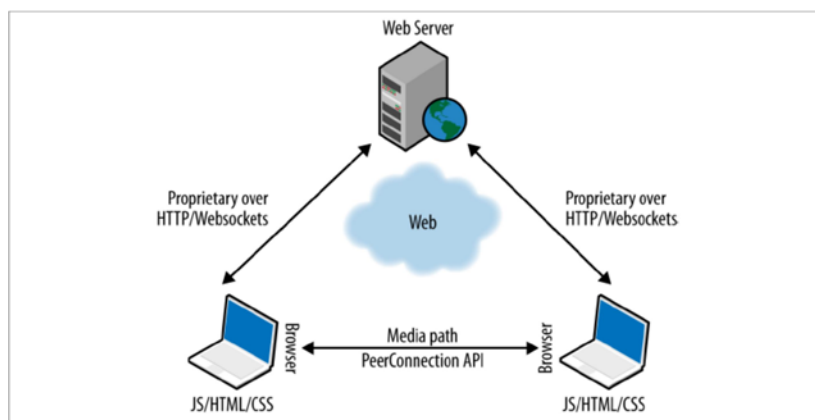 Web Server
Proprietary over
HTTP/Websockets
Proprietary over
HTTP/Websockets
Web
Browser
Media path
PeerConnection API
Browser
JS/HTML/CSS
JS/HTML/CSS